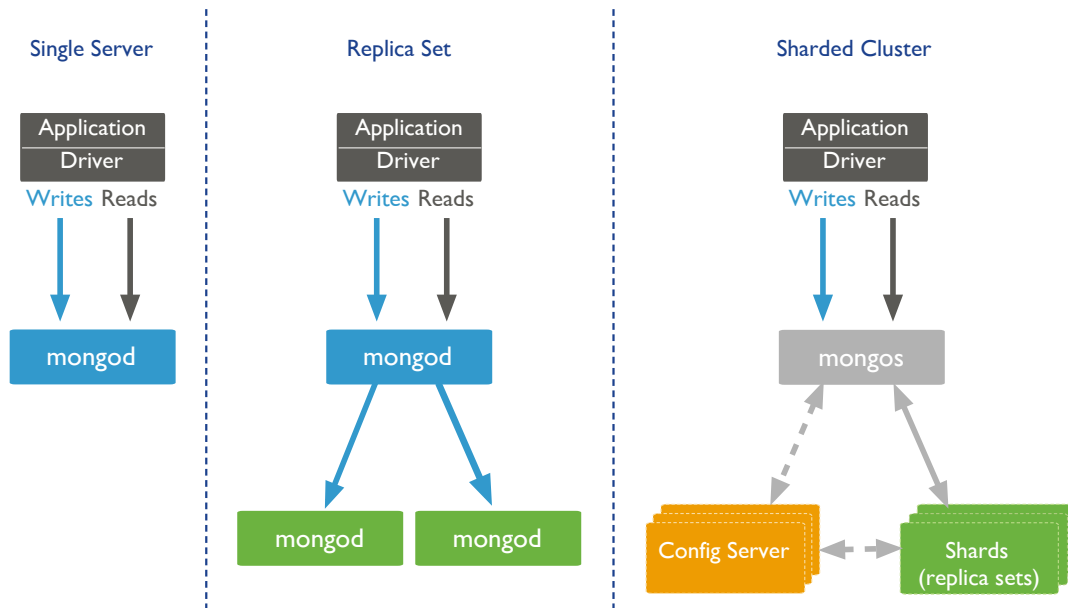 Single Server
Application
Driver
Writes Reads
mongod
Replica Set
Application
Driver
Writes Reads
mongod
mongod
mongod
Sharded Cluster
Application
Driver
Writes Reads
mongos
Config Server
Shards
(replica sets)